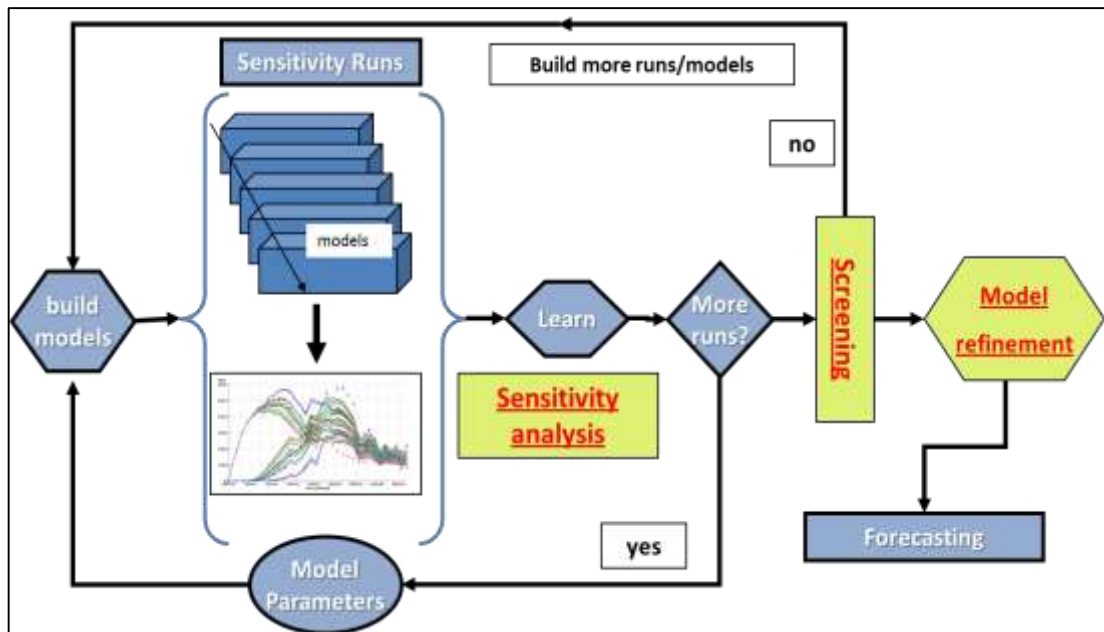 Sensitivity Runs
Build more runs/models
no
models
build
models
Learn
More
runs?
Screening
Model
refinement
Sensitivity
analysis
yes
Forecasting
Model
Parameters